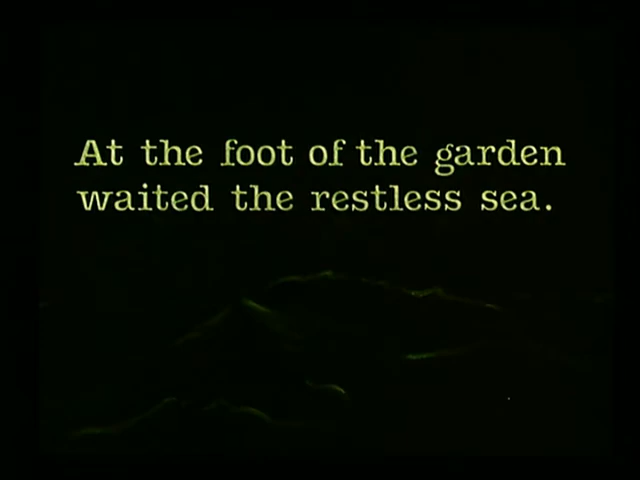 At the foot of the garden
waited the restless sea.